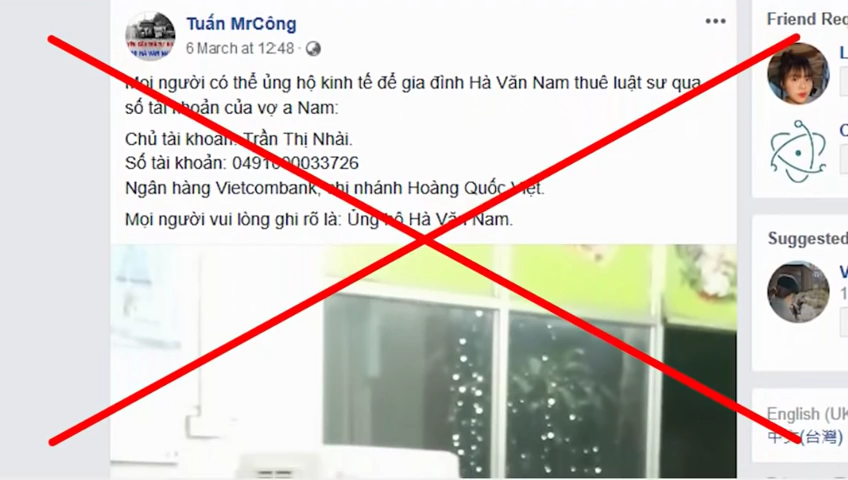 Tuấn MrCông
6 March at 12:48
Mọi người có thể ủng hộ kinh tế để gia đình Hà Văn Nam thuê luật sư qua
số tài khoản của vợ a Nam:
Chủ tài khoản: Trần Thị Nhài.
Số tài khoản: 0491000033726
Ngân hàng Vietcombank, chi nhánh Hoàng Quốc Việt.
Mọi người vui lòng ghi rõ là: Ủng hộ Hà Văn Nam.
Friend Req
L
C
Suggested
V
1
English (UK
中文(台灣)